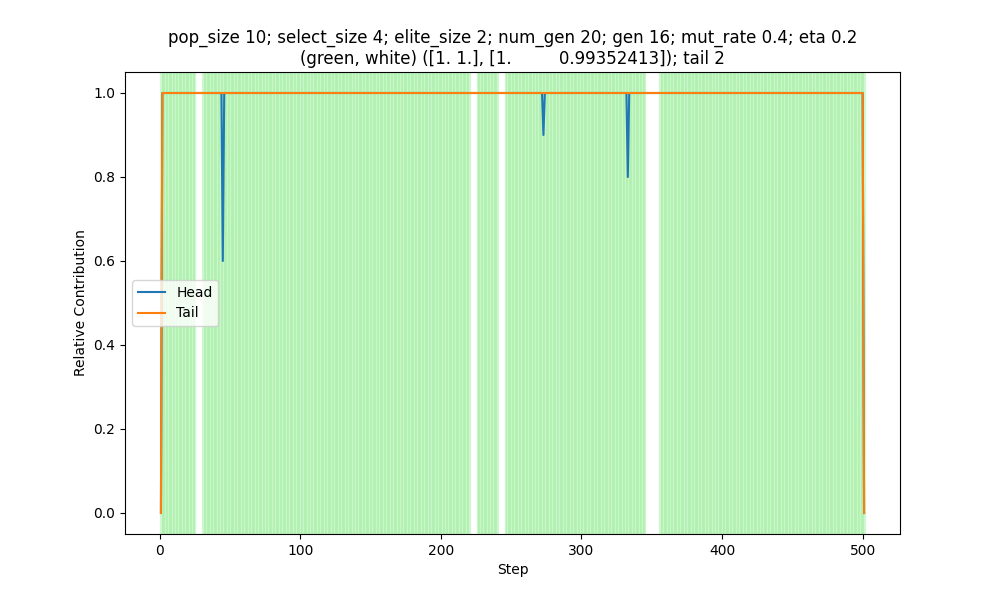 pop_size 10; select_size 4; elite_size 2; num_gen 20; gen 16; mut_rate 0.4; eta 0.2
(green, white) ([1. 1.], [1.         0.99352413]); tail 2
1.0
0.8
0.6
0.4
0.2
0.0
Relative Contribution
Head
Tail
0
100
200
300
400
500
Step